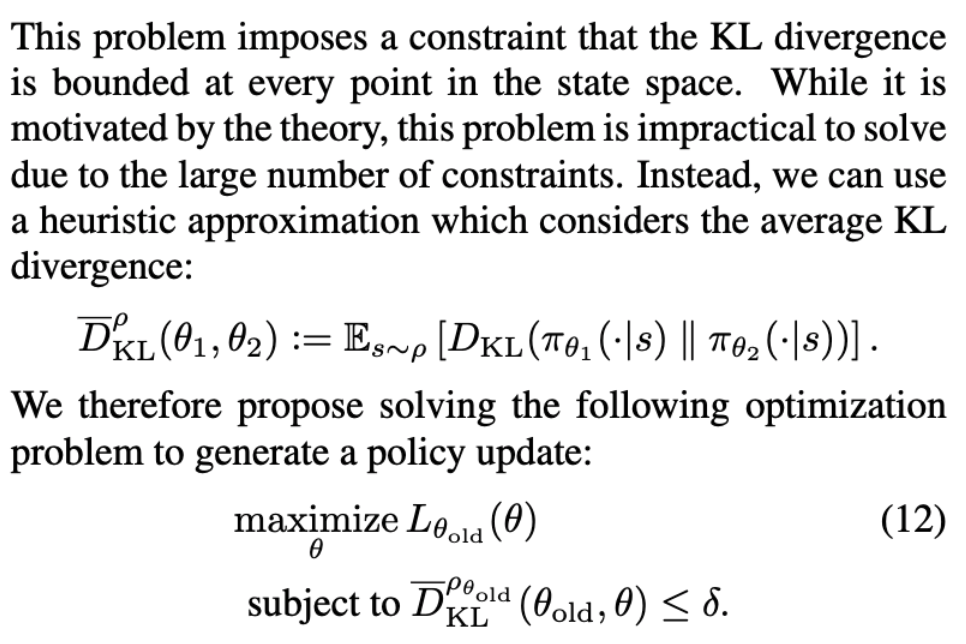 This problem imposes a constraint that the KL divergence
is bounded at every point in the state space. While it is
motivated by the theory, this problem is impractical to solve
due to the large number of constraints. Instead, we can use
a heuristic approximation which considers the average KL
divergence:
$\overline{D}^{\rho}_{\mathrm{KL}}(\theta_1, \theta_2) := \mathbb{E}_{s \sim \rho}\left[D_{\mathrm{KL}}(\pi_{\theta_1}(\cdot|s) \parallel \pi_{\theta_2}(\cdot|s))\right].$
We therefore propose solving the following optimization
problem to generate a policy update:
$\underset{\theta}{\text{maximize}}\ L_{\theta_{\text{old}}}(\theta)$ (12)
subject to $\overline{D}^{\rho_{\theta_{\text{old}}}}_{\mathrm{KL}}(\theta_{\text{old}}, \theta) \leq \delta.$